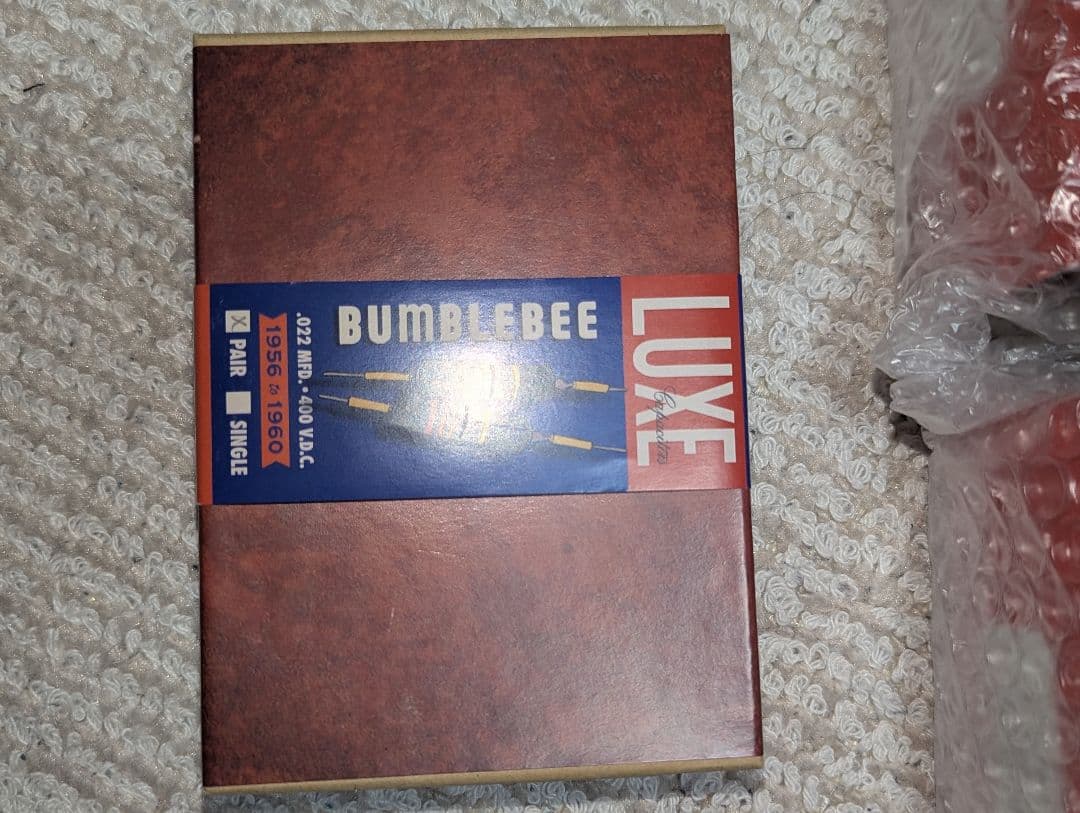 LUXE
Capacitors
BUMBLEBEE
.022 MFD. • 400 V.D.C.
1956 to 1960
☒ PAIR ☐ SINGLE